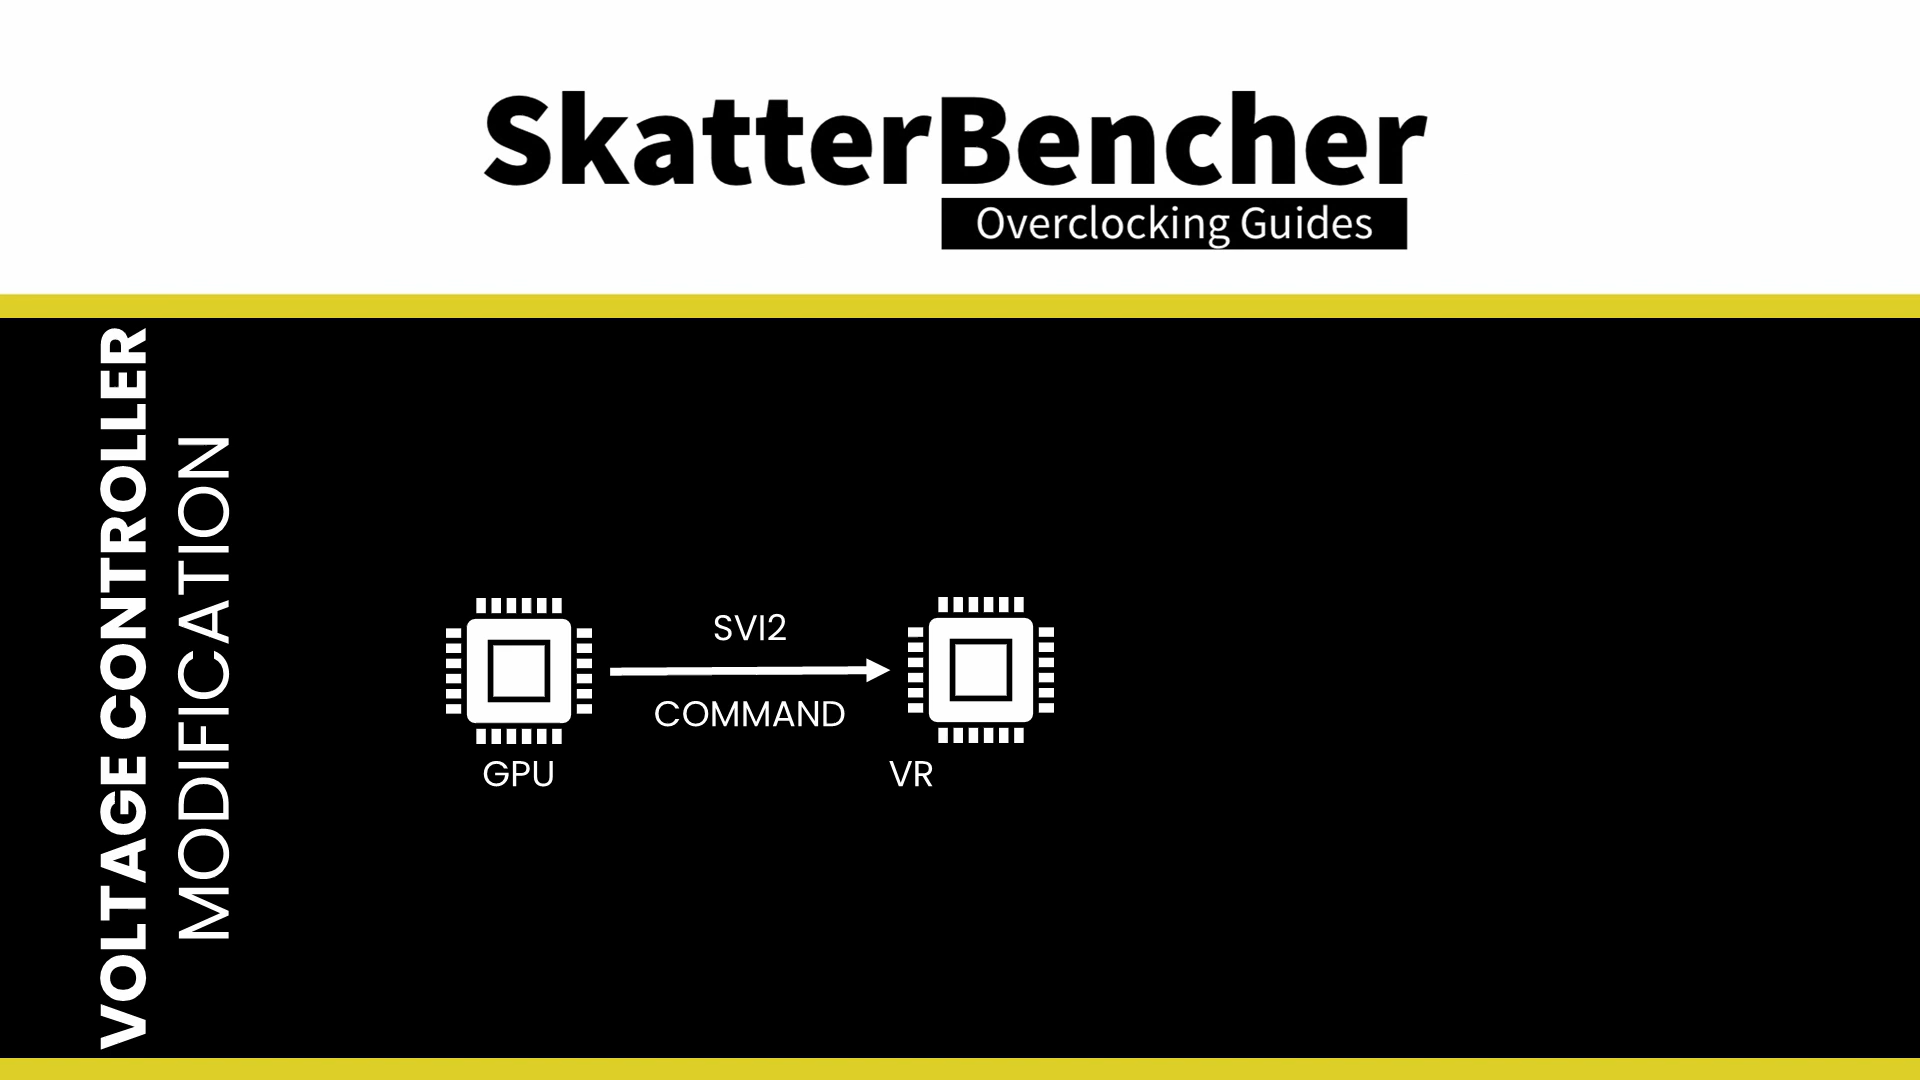 SkatterBencher
Overclocking Guides
VOLTAGE CONTROLLER
MODIFICATION
SVI2
COMMAND
GPU
VR